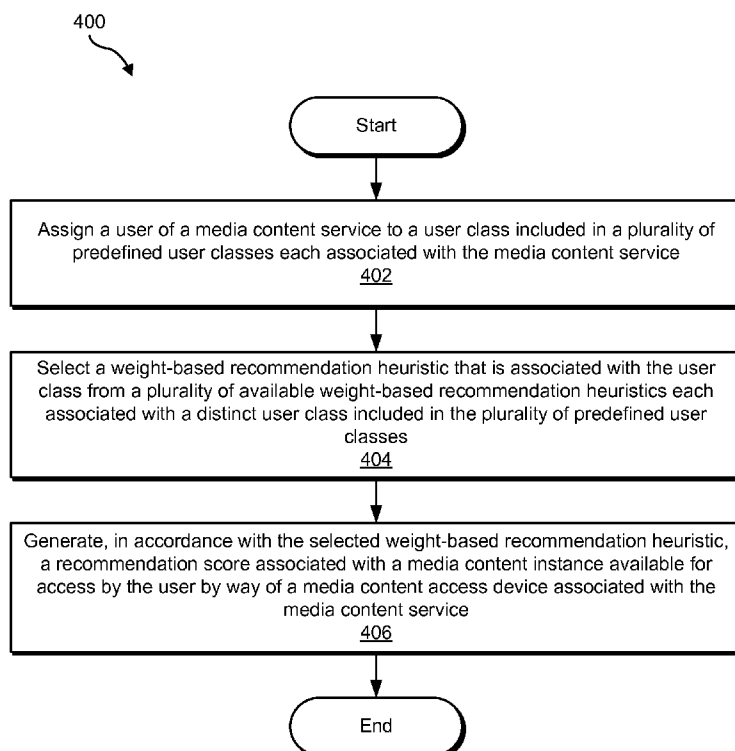 400
Start
Assign a user of a media content service to a user class included in a plurality of
predefined user classes each associated with the media content service
402
Select a weight-based recommendation heuristic that is associated with the user
class from a plurality of available weight-based recommendation heuristics each
associated with a distinct user class included in the plurality of predefined user
classes
404
Generate, in accordance with the selected weight-based recommendation heuristic,
a recommendation score associated with a media content instance available for
access by the user by way of a media content access device associated with the
media content service
406
End